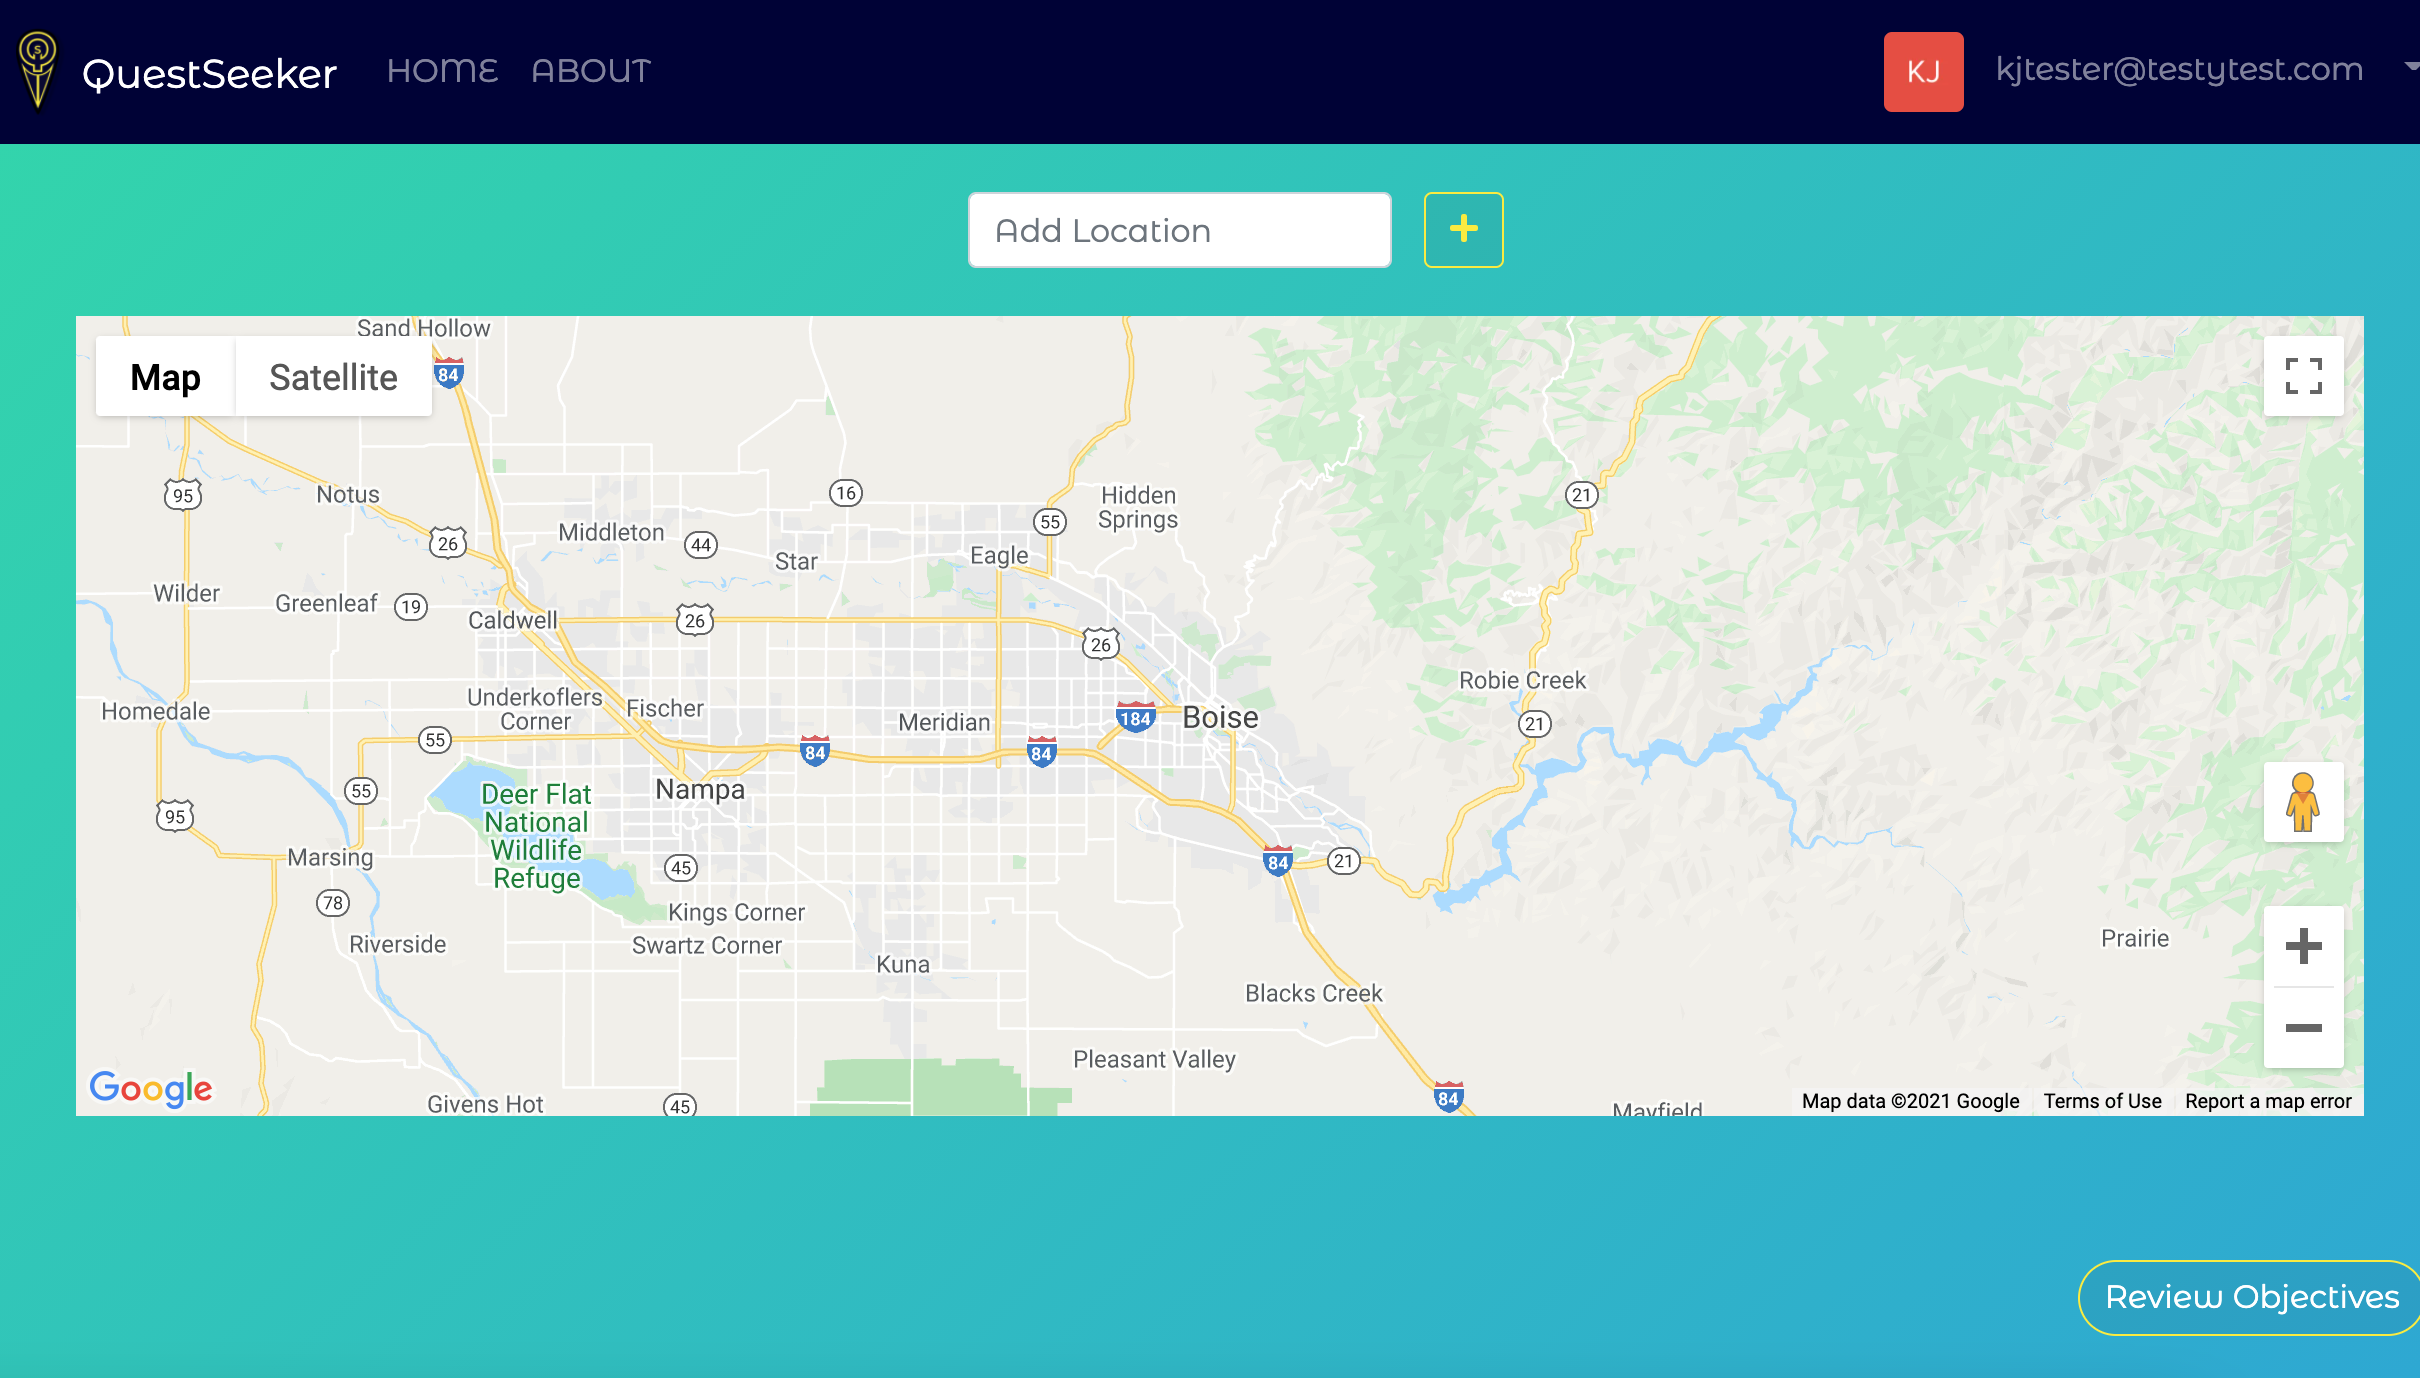 QuestSeeker HOME ABOUT KJ kjtester@testytest.com
Add Location
Sand Hollow
Map Satellite 84
95 Notus 16 Hidden Springs 21
Middleton 44 55
26 Star Eagle
Wilder Greenleaf 19
Caldwell 26 26
Robie Creek
Underkoflers Corner Fischer
Homedale Meridian 184 Boise 21
55 84 84
55 Nampa
Deer Flat
National
Wildlife
Refuge
95
Marsing 45 84 21
78 Kings Corner
Riverside Swartz Corner Prairie
Kuna
Blacks Creek
Pleasant Valley
Google Givens Hot 45 84 Mayfield
Map data ©2021 Google Terms of Use Report a map error
Review Objectives